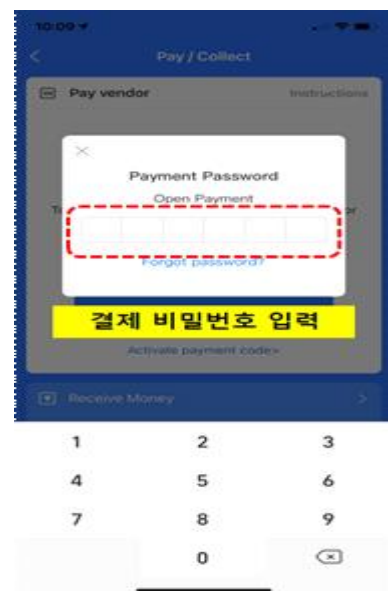 10:09
Pay / Collect
Pay vendor
Instructions
Payment Password
Open Payment
Forgot password?
결제 비밀번호 입력
Activate payment code>
Receive Money
1 2 3
4 5 6
7 8 9
0